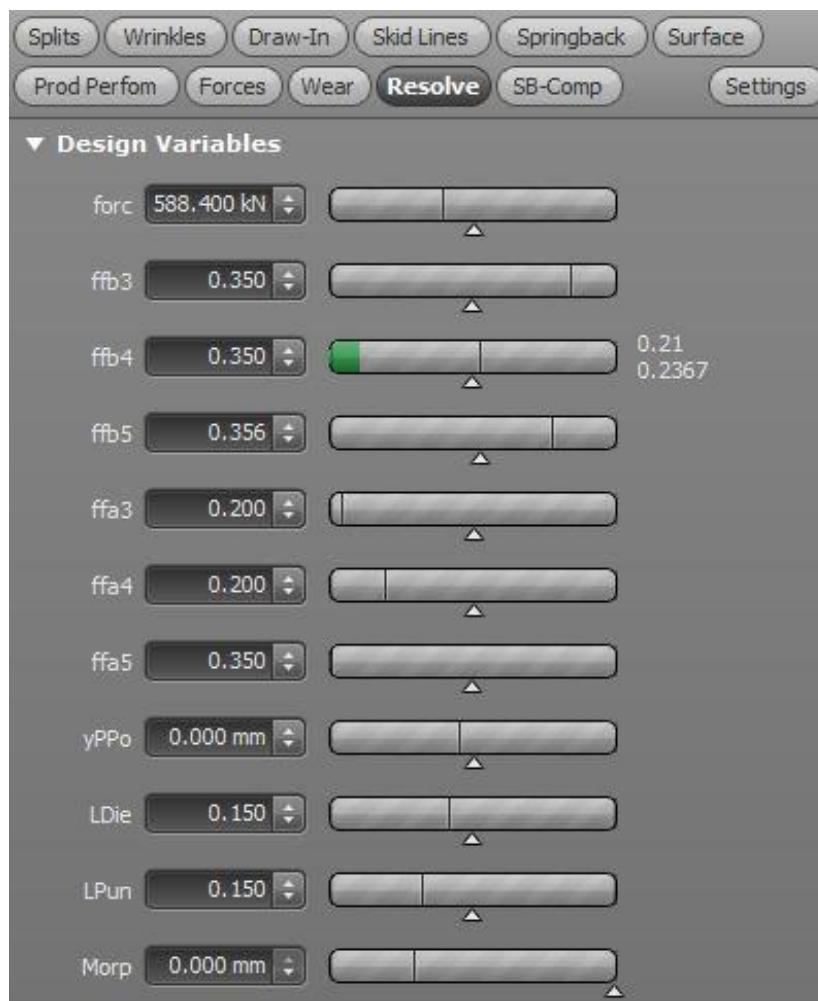 Splits Wrinkles Draw-In Skid Lines Springback Surface
Prod Perfom Forces Wear Resolve SB-Comp Settings
Design Variables
forc 588.400 kN
ffb3 0.350
ffb4 0.350 0.21
0.2367
ffb5 0.356
ffa3 0.200
ffa4 0.200
ffa5 0.350
yPPo 0.000 mm
LDie 0.150
LPun 0.150
Morp 0.000 mm